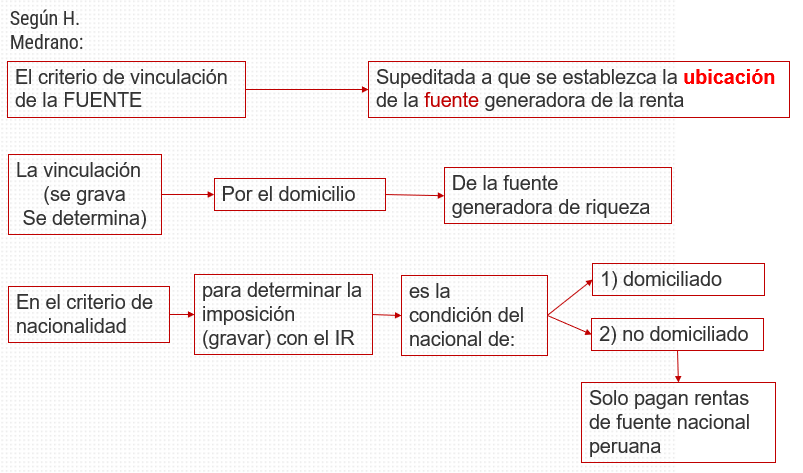 Según H.
Medrano:
El criterio de vinculación
de la FUENTE
Supeditada a que se establezca la ubicación
de la fuente generadora de la renta
La vinculación
(se grava
Se determina)
Por el domicilio
De la fuente
generadora de riqueza
En el criterio de
nacionalidad
para determinar la
imposición
(gravar) con el IR
es la
condición del
nacional de:
1) domiciliado
2) no domiciliado
Solo pagan rentas
de fuente nacional
peruana